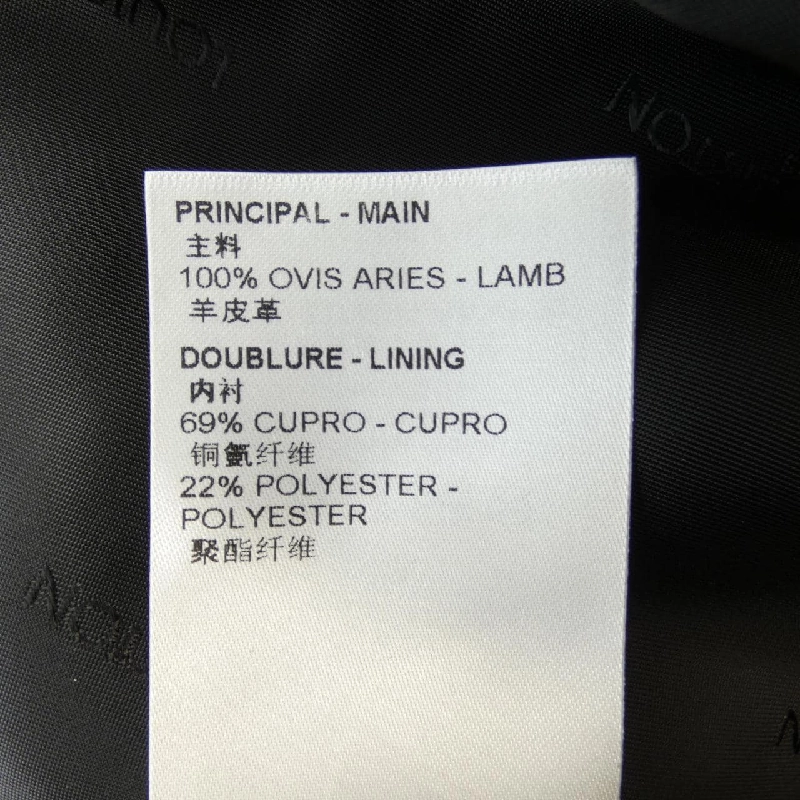 PRINCIPAL - MAIN
主料
100% OVIS ARIES - LAMB
羊皮革
DOUBLURE - LINING
内衬
69% CUPRO - CUPRO
铜氨纤维
22% POLYESTER -
POLYESTER
聚酯纤维